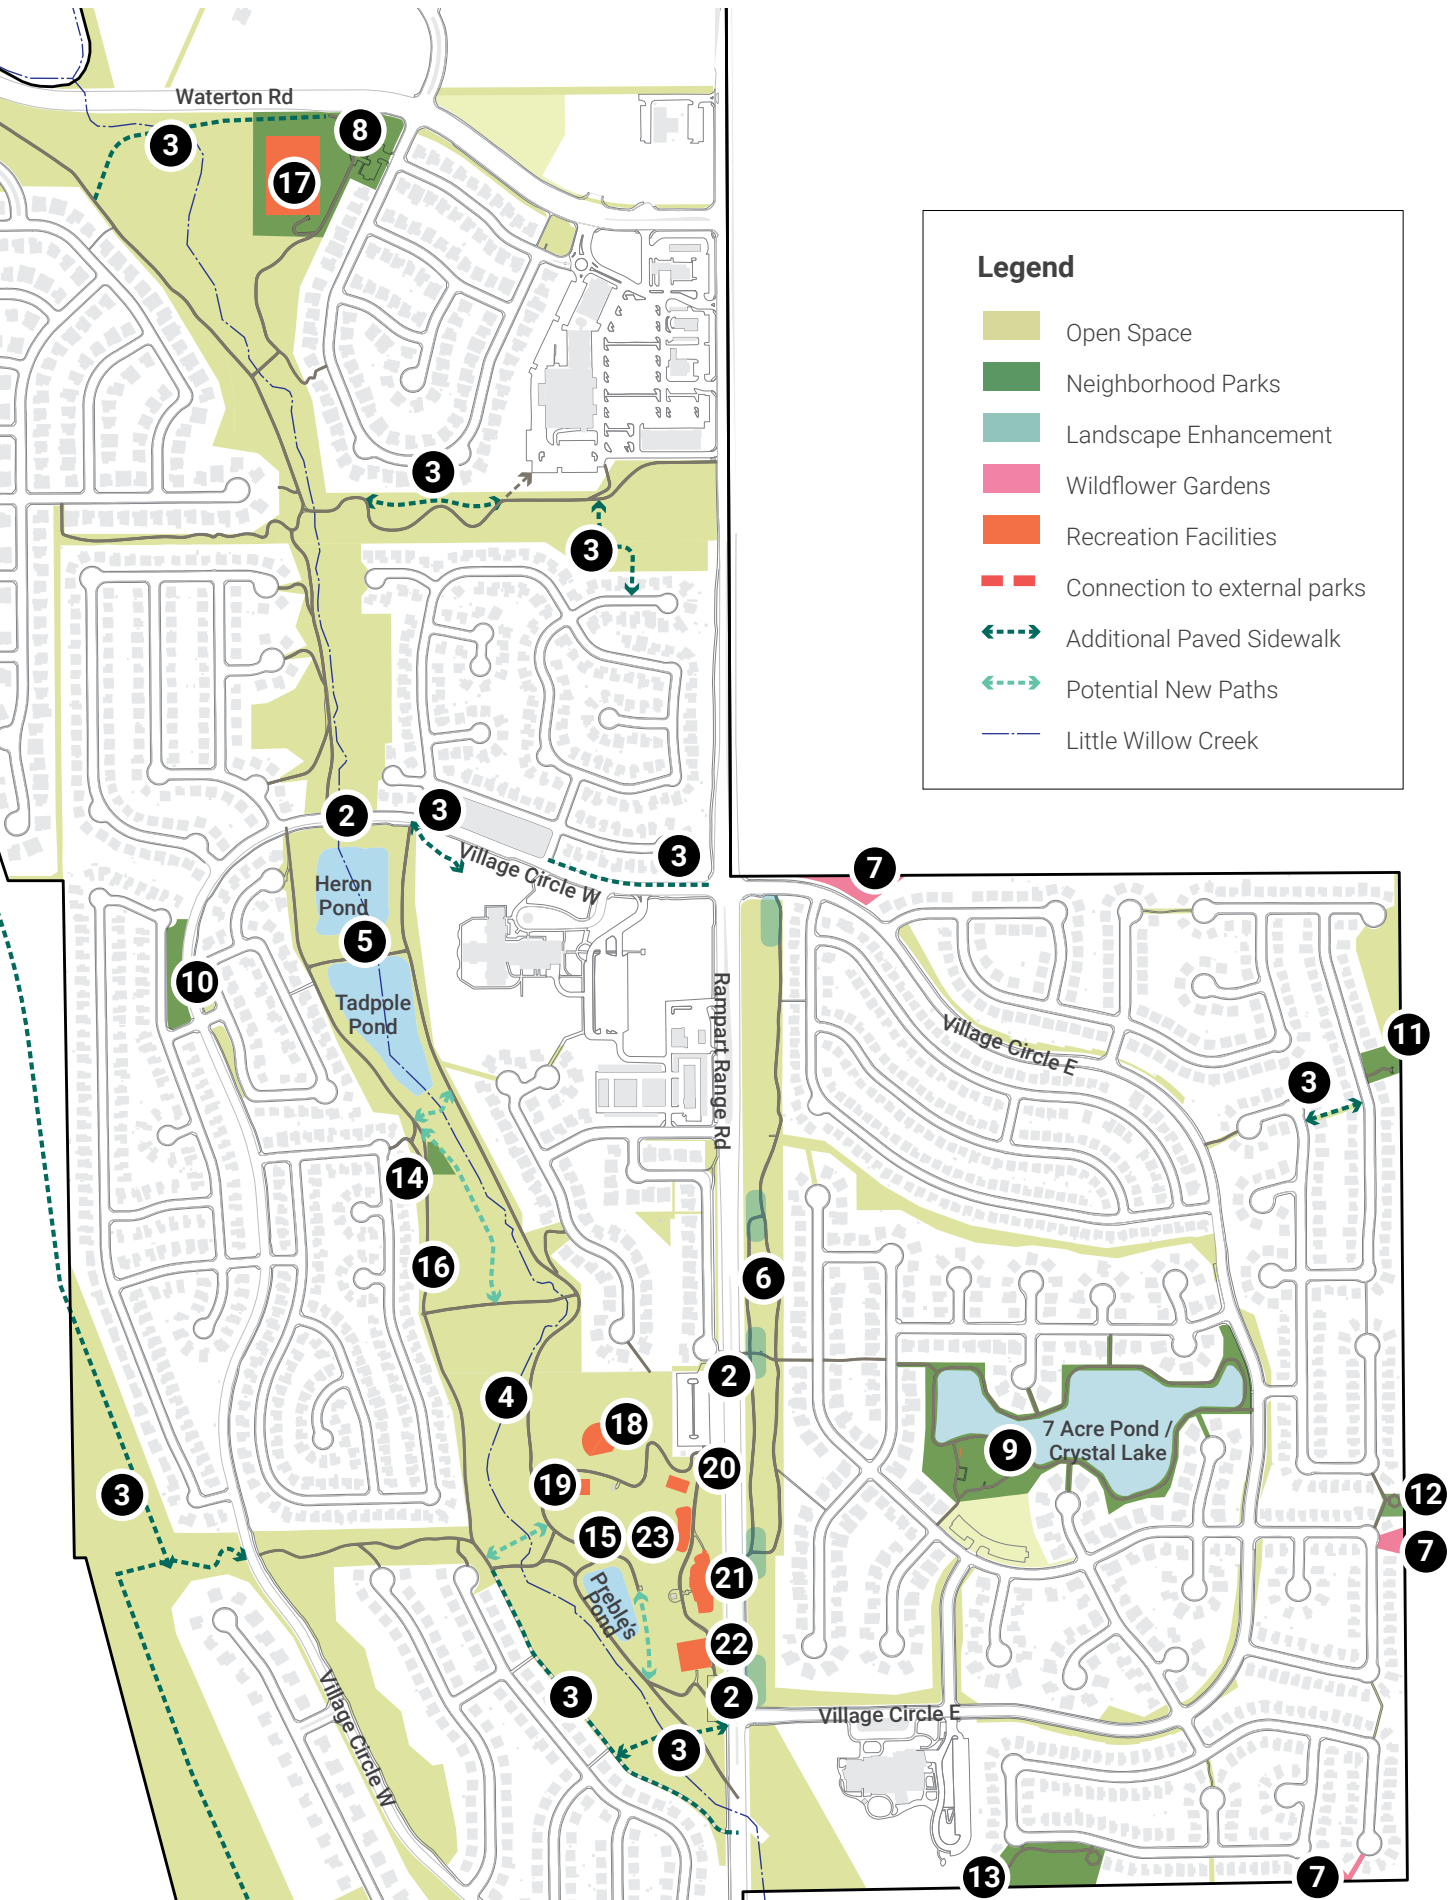 Waterton Rd
8
3
17
Legend
Open Space
Neighborhood Parks
Landscape Enhancement
Wildflower Gardens
Recreation Facilities
Connection to external parks
Additional Paved Sidewalk
Potential New Paths
Little Willow Creek
3
3
2
3
3
Village Circle W
7
Heron
Pond
5
10
Tadpole
Pond
Rampart Range Rd
Village Circle E
11
3
14
16
6
2
4
18
7 Acre Pond /
Crystal Lake
9
20
19
3
12
15
23
7
21
Preble's
Pond
22
3
2
Village Circle E
3
Village Circle W
13
7